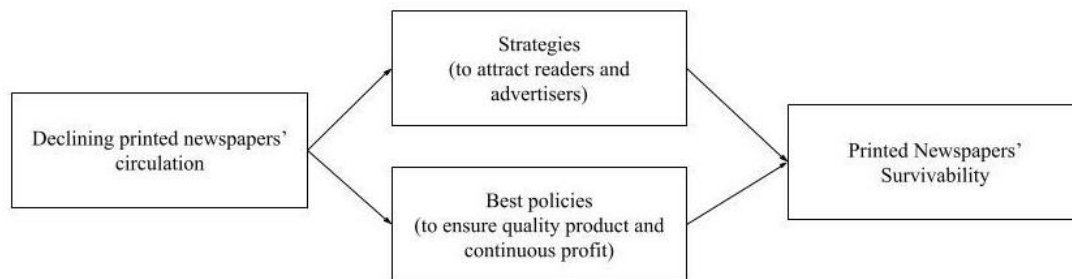 Declining printed newspapers’
circulation
Strategies
(to attract readers and
advertisers)
Best policies
(to ensure quality product and
continuous profit)
Printed Newspapers’
Survivability